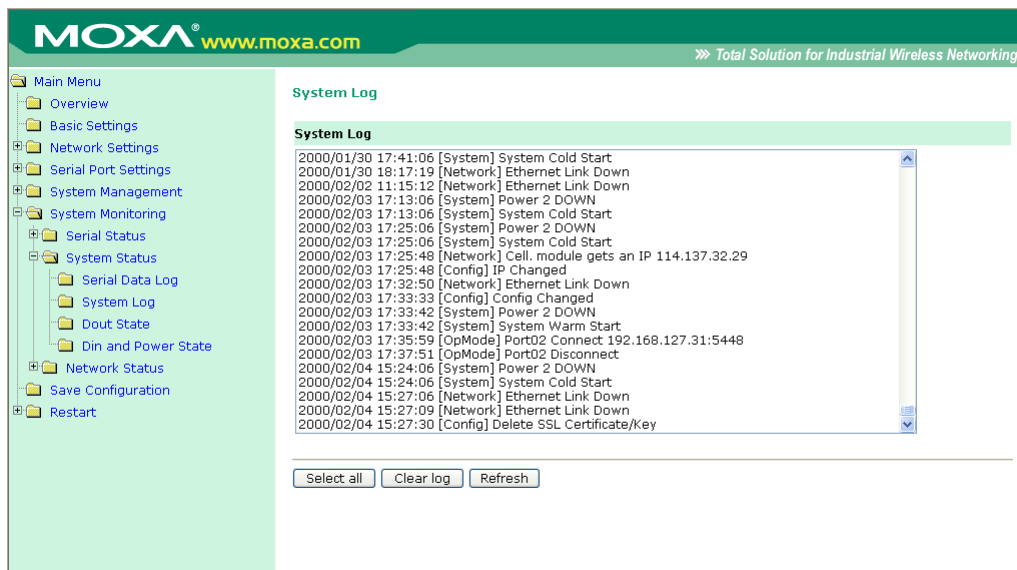 MOXA® www.moxa.com
Total Solution for Industrial Wireless Networking
Main Menu
Overview
Basic Settings
Network Settings
Serial Port Settings
System Management
System Monitoring
Serial Status
System Status
Serial Data Log
System Log
Dout State
Din and Power State
Network Status
Save Configuration
Restart
System Log
System Log
2000/01/30 17:41:06 [System] System Cold Start
2000/01/30 18:17:19 [Network] Ethernet Link Down
2000/02/02 11:15:12 [Network] Ethernet Link Down
2000/02/03 17:13:06 [System] Power 2 DOWN
2000/02/03 17:13:06 [System] System Cold Start
2000/02/03 17:25:06 [System] Power 2 DOWN
2000/02/03 17:25:06 [System] System Cold Start
2000/02/03 17:25:48 [Network] Cell. module gets an IP 114.137.32.29
2000/02/03 17:25:48 [Config] IP Changed
2000/02/03 17:32:50 [Network] Ethernet Link Down
2000/02/03 17:33:33 [Config] Config Changed
2000/02/03 17:33:42 [System] Power 2 DOWN
2000/02/03 17:33:42 [System] System Warm Start
2000/02/03 17:35:59 [OpMode] Port02 Connect 192.168.127.31:5448
2000/02/03 17:37:51 [OpMode] Port02 Disconnect
2000/02/04 15:24:06 [System] Power 2 DOWN
2000/02/04 15:24:06 [System] System Cold Start
2000/02/04 15:27:06 [Network] Ethernet Link Down
2000/02/04 15:27:09 [Network] Ethernet Link Down
2000/02/04 15:27:30 [Config] Delete SSL Certificate/Key
Select all
Clear log
Refresh